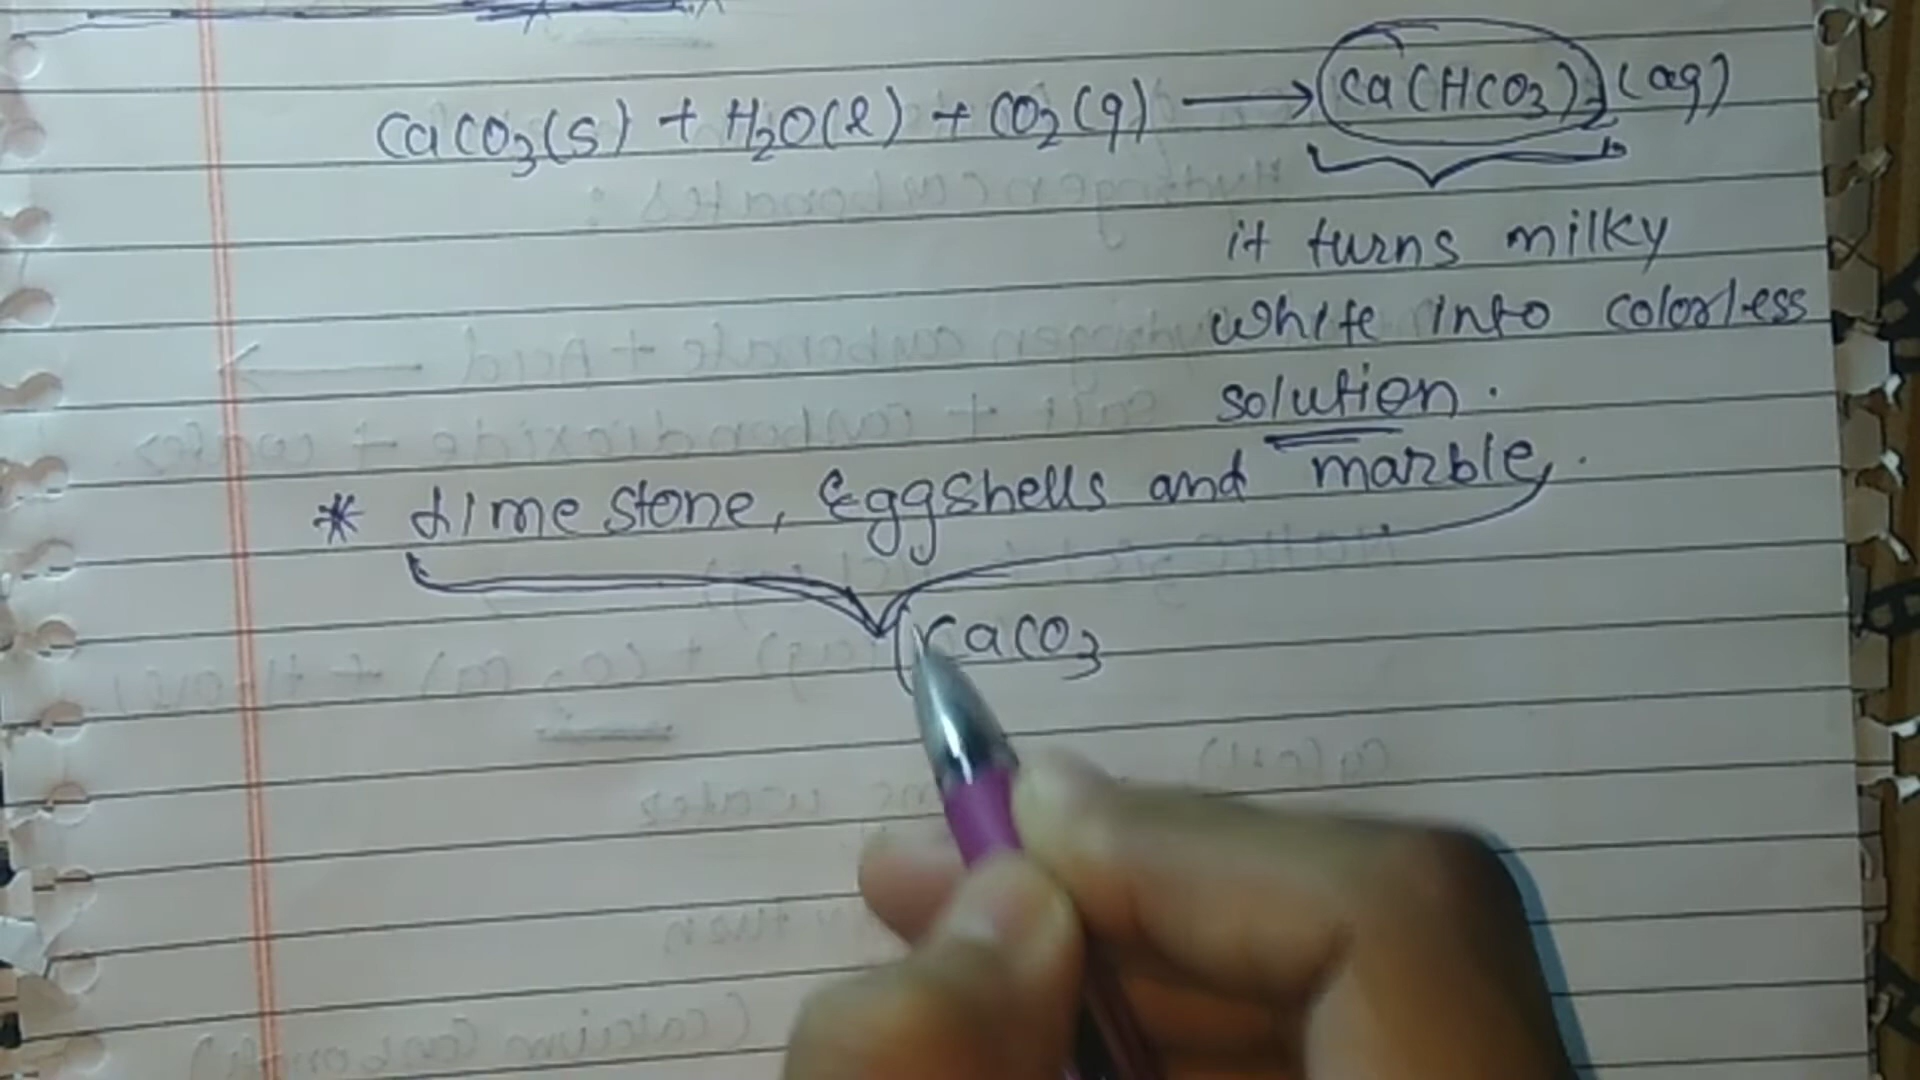 CaCO₃(s) + H₂O(l) + CO₂(g) → Ca(HCO₃)₂(aq)
it turns milky
white into colorless
solution.
* Lime stone, Eggshells and marble.
(CaCO₃